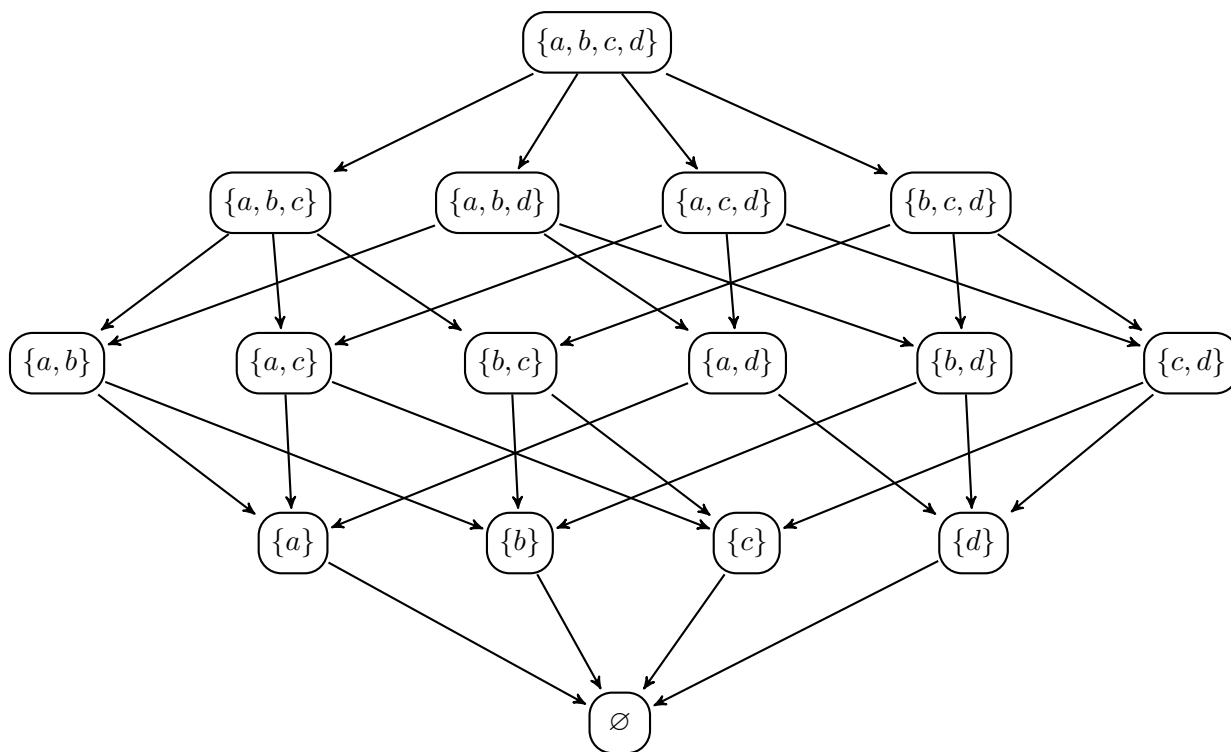 {a, b, c, d}
{a, b, c} {a, b, d} {a, c, d} {b, c, d}
{a, b} {a, c} {b, c} {a, d} {b, d} {c, d}
{a} {b} {c} {d}
∅